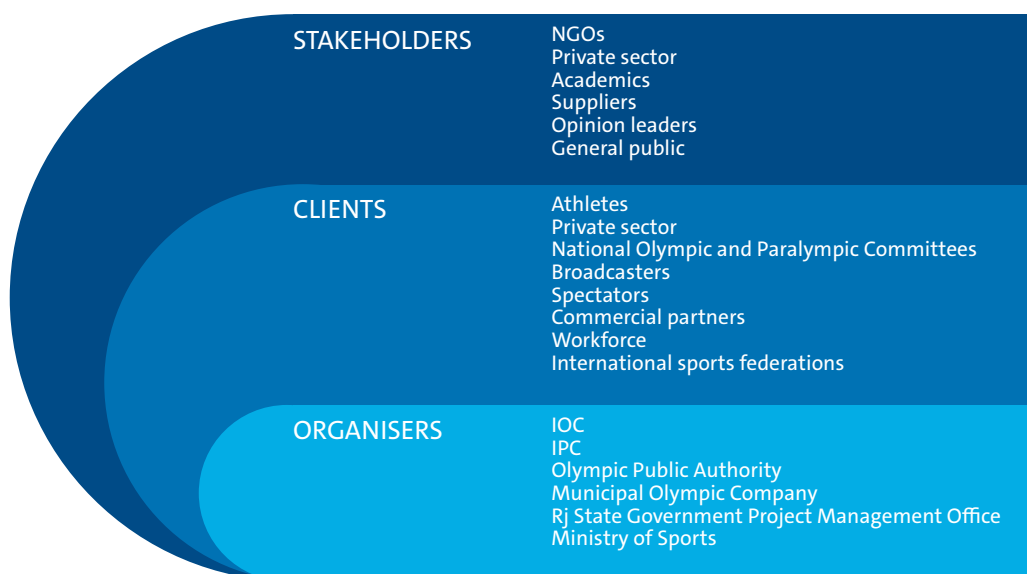 STAKEHOLDERS
NGOs
Private sector
Academics
Suppliers
Opinion leaders
General public
CLIENTS
Athletes
Private sector
National Olympic and Paralympic Committees
Broadcasters
Spectators
Commercial partners
Workforce
International sports federations
ORGANISERS
IOC
IPC
Olympic Public Authority
Municipal Olympic Company
Rj State Government Project Management Office
Ministry of Sports